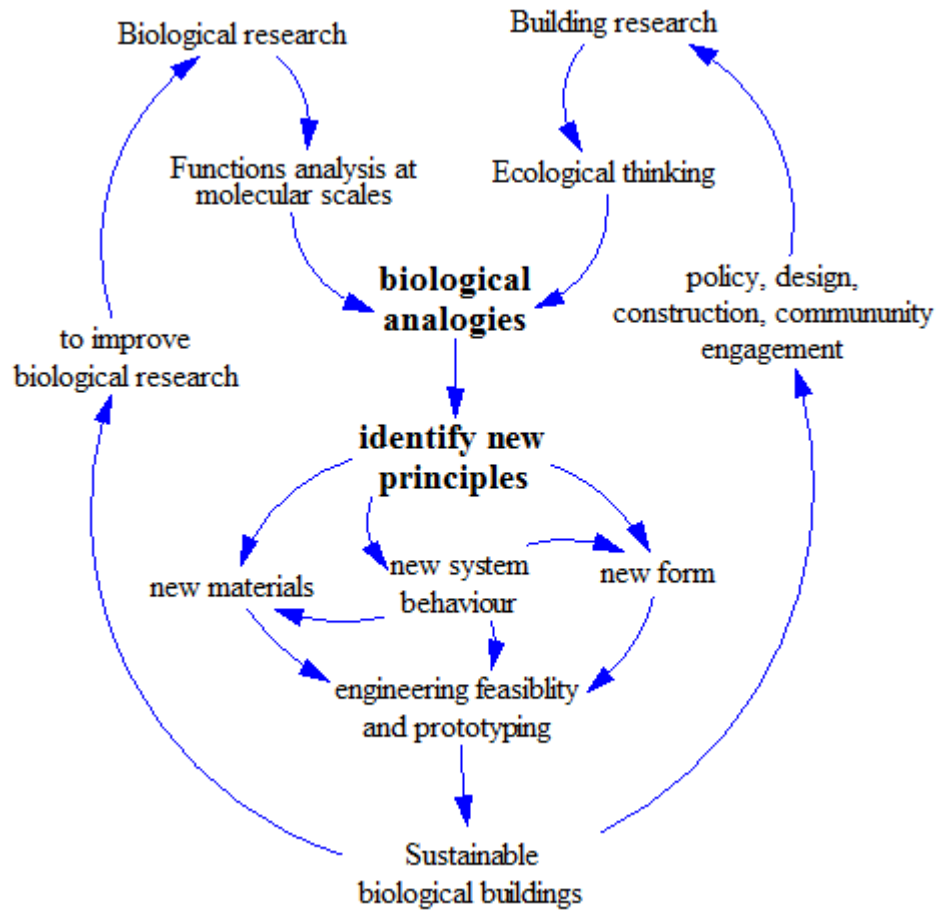 Biological research
Building research
Functions analysis at
molecular scales
Ecological thinking
biological
analogies
policy, design,
construction, commununity
engagement
to improve
biological research
identify new
principles
new materials
new system
behaviour
new form
engineering feasiblity
and prototyping
Sustainable
biological buildings